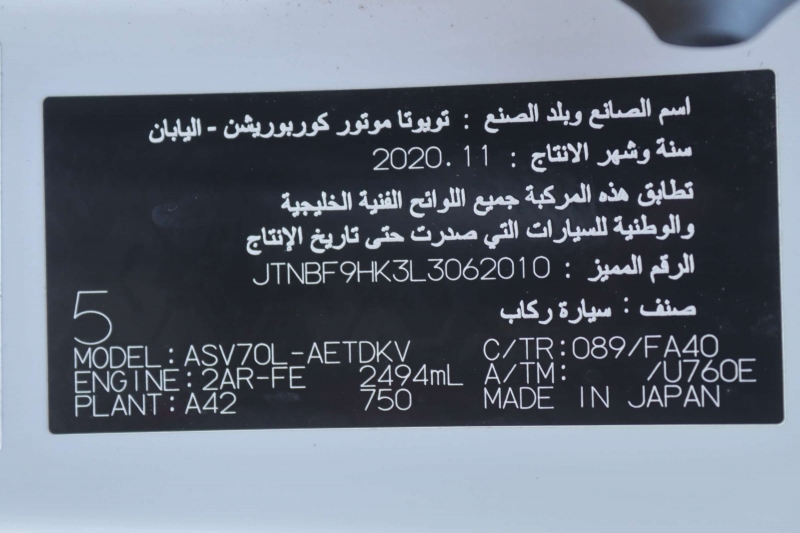 اسم الصانع وبلد الصنع : تويوتا موتور كوربوريشن - اليابان
سنة وشهر الانتاج : 2020.11
تطابق هذه المركبة جميع اللوائح الفنية الخليجية
والوطنية للسيارات التي صدرت حتى تاريخ الإنتاج
الرقم المميز : JTNBF9HK3L3062010
صنف : سيارة ركاب
5
MODEL:ASV70L-AETDKV C/TR:089/FA40
ENGINE:2AR-FE 2494mL A/TM: /U760E
PLANT:A42 750 MADE IN JAPAN